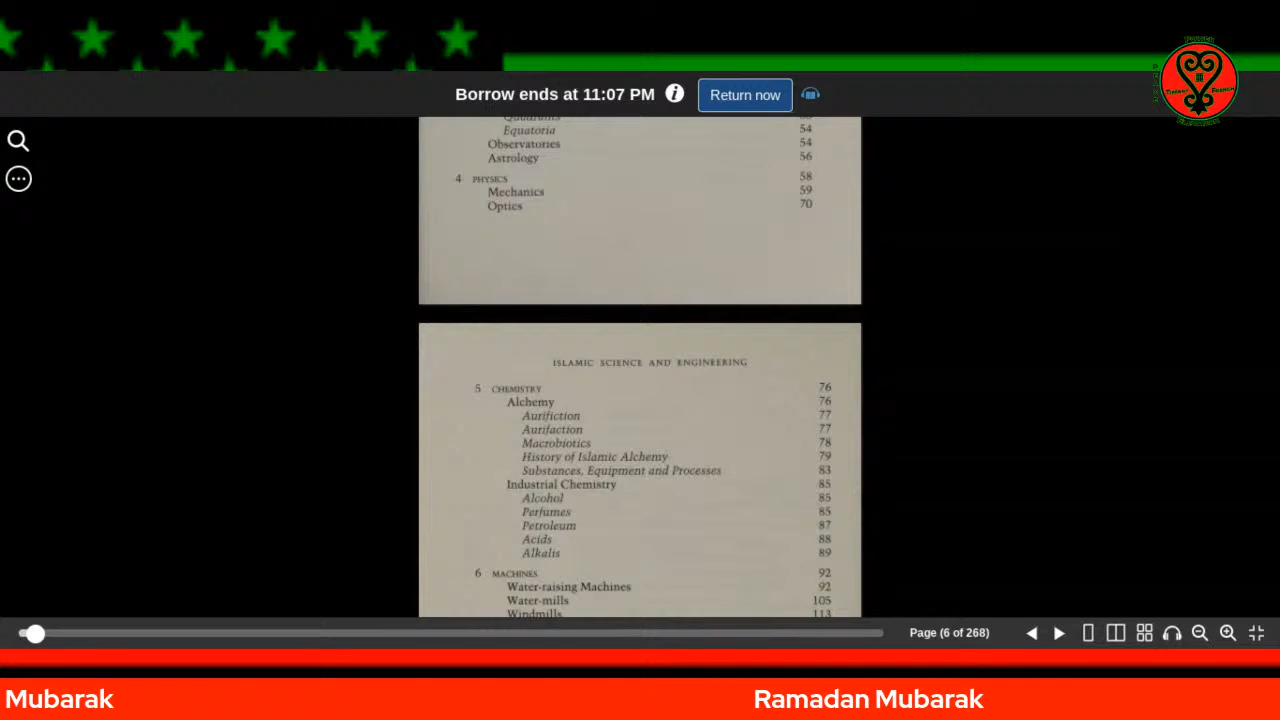 Borrow ends at 11:07 PM
Return now
Equatoria 54
Observatories 54
Astrology 56
4 PHYSICS 58
Mechanics 59
Optics 70
ISLAMIC SCIENCE AND ENGINEERING
5 CHEMISTRY 76
Alchemy 76
Aurifiction 77
Aurifaction 77
Macrobiotics 78
History of Islamic Alchemy 79
Substances, Equipment and Processes 83
Industrial Chemistry 85
Alcohol 85
Perfumes 85
Petroleum 87
Acids 88
Alkalis 89
6 MACHINES 92
Water-raising Machines 92
Water-mills 105
Windmills 113
Page (6 of 268)
Mubarak Ramadan Mubarak